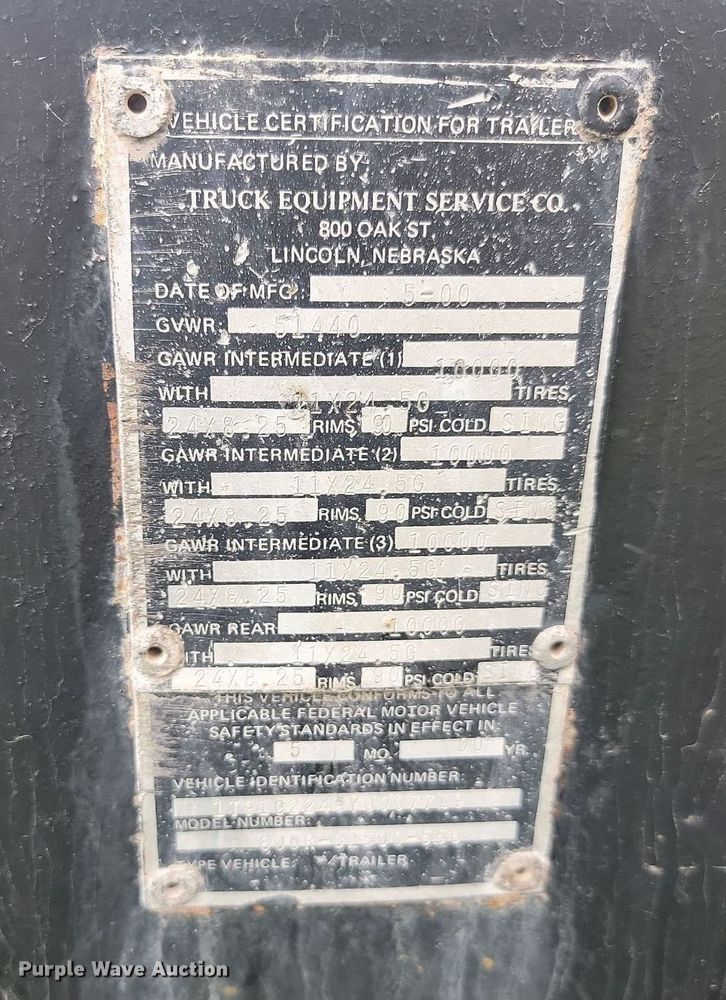 VEHICLE CERTIFICATION FOR TRAILER
MANUFACTURED BY:
TRUCK EQUIPMENT SERVICE CO.
800 OAK ST.
LINCOLN, NEBRASKA
DATE OF MFG. 5-00
GVWR. 51440
GAWR INTERMEDIATE (1) 10000
WITH 11X24.5G TIRES
24X8.25 RIMS, 90 PSI COLD SING
GAWR INTERMEDIATE (2) 10000
WITH 11X24.5G TIRES
24X8.25 RIMS, 90 PSI COLD SING
GAWR INTERMEDIATE (3) 10000
WITH 11X24.5G TIRES
24X8.25 RIMS, 90 PSI COLD SING
GAWR REAR 10000
WITH 11X24.5G TIRES
24X8.25 RIMS, 90 PSI COLD SING
THIS VEHICLE CONFORMS TO ALL
APPLICABLE FEDERAL MOTOR VEHICLE
SAFETY STANDARDS IN EFFECT IN:
5 MO. 00 YR.
VEHICLE IDENTIFICATION NUMBER:
MODEL NUMBER:
TYPE VEHICLE: TRAILER
Purple Wave Auction